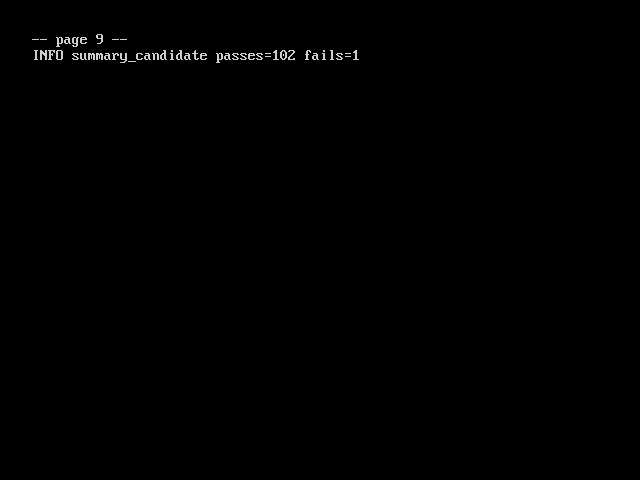 -- page 9 --
INFO summary_candidate passes=102 fails=1